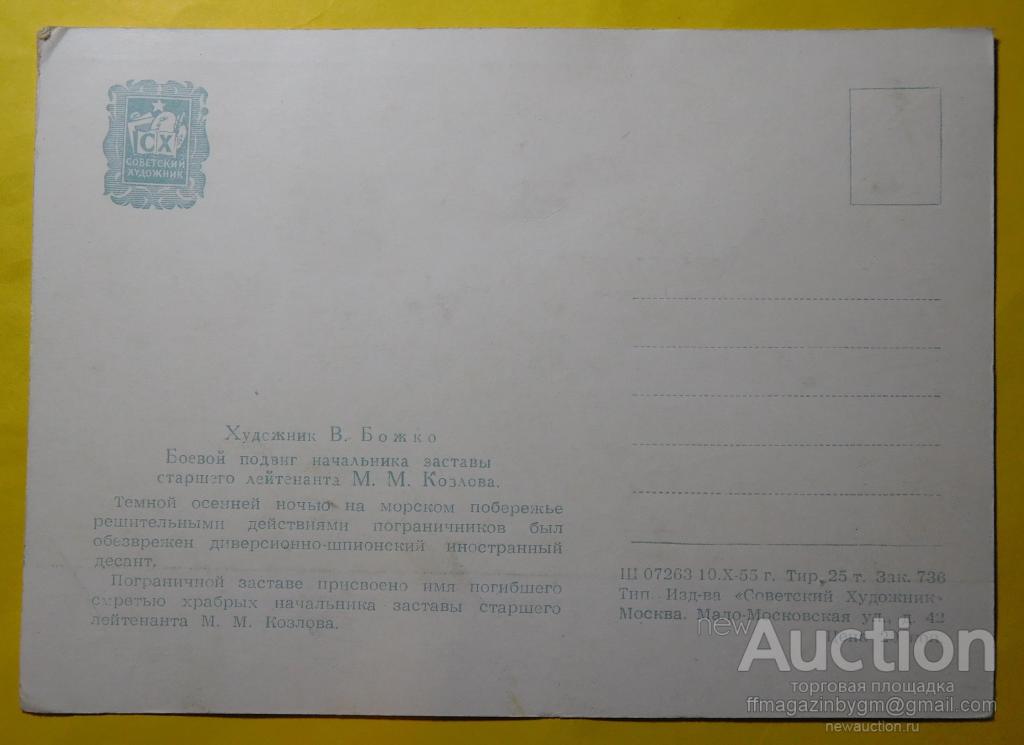 СХ
СОВЕТСКИЙ
ХУДОЖНИК
Художник В. Божко
Боевой подвиг начальника заставы
старшего лейтенанта М. М. Козлова.
Темной осенней ночью на морском побережье
решительными действиями пограничников был
обезврежен диверсионно-шпионский иностранный
десант.
Пограничной заставе присвоено имя погибшего
смертью храбрых начальника заставы старшего
лейтенанта М. М. Козлова.
Ш 07263 10.X-55 г. Тир. 25 т. Зак. 736
Тип. Изд-ва «Советский Художник»
Москва. Мало-Московская ул., д. 42
Цена
newAuction
торговая площадка
ffmagazinbygm@gmail.com
newauction.ru